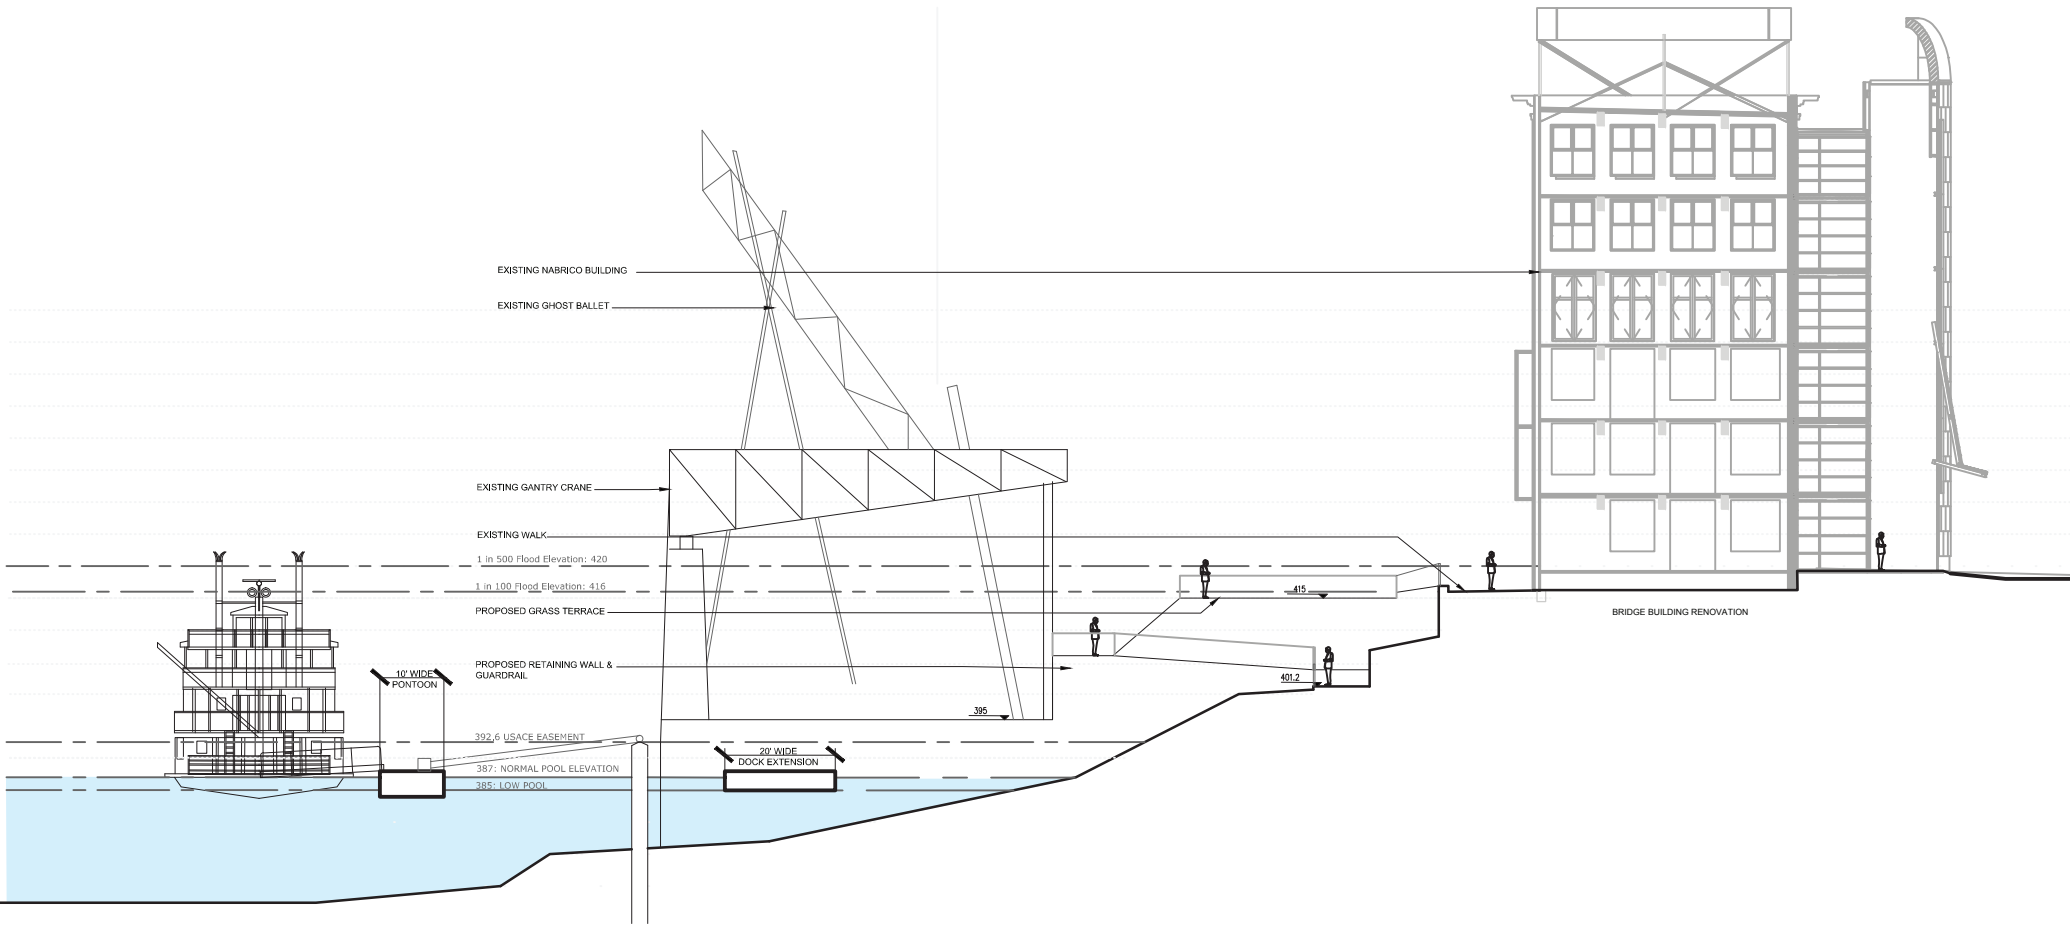 EXISTING NABRICO BUILDING
EXISTING GHOST BALLET
EXISTING GANTRY CRANE
EXISTING WALK
1 in 500 Flood Elevation: 420
1 in 100 Flood Elevation: 416
415
PROPOSED GRASS TERRACE
BRIDGE BUILDING RENOVATION
PROPOSED RETAINING WALL &
GUARDRAIL
10' WIDE
PONTOON
401.2
395
392.6 USACE EASEMENT
20' WIDE
DOCK EXTENSION
387: NORMAL POOL ELEVATION
385: LOW POOL